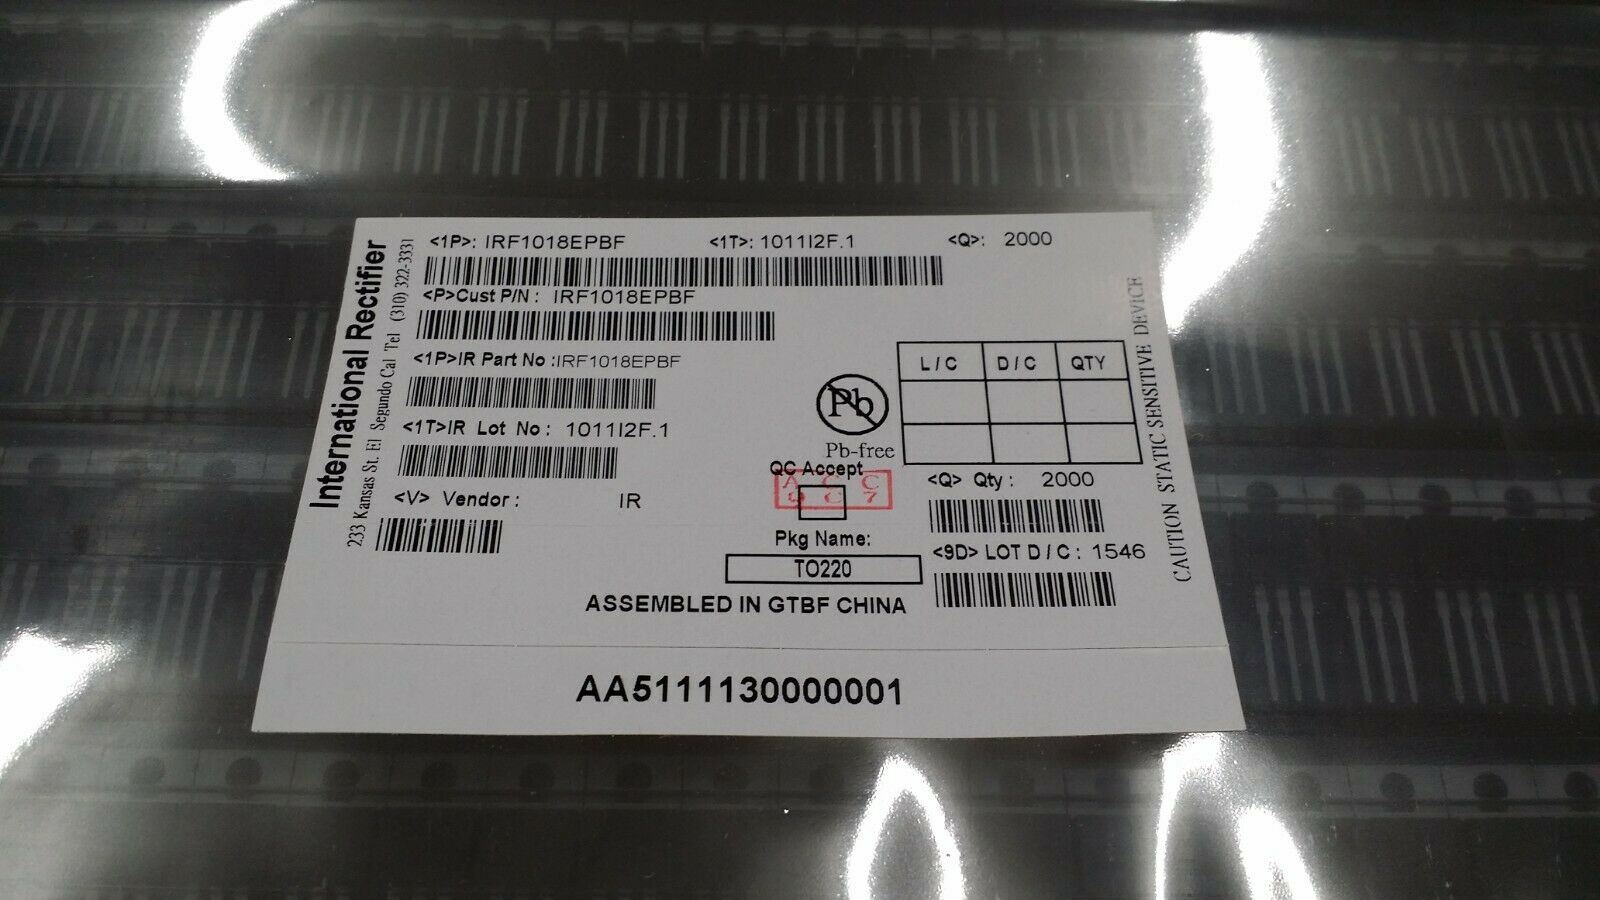 International Rectifier
233 Kansas St. El Segundo Cal Tel (310) 322-3331
<1P>: IRF1018EPBF <1T>: 1011I2F.1 <Q>: 2000
<P>Cust P/N : IRF1018EPBF
<1P>IR Part No :IRF1018EPBF
<1T>IR Lot No : 1011I2F.1
<V> Vendor : IR
Pb
Pb-free
QC Accept
A C C
Pkg Name:
TO220
L / C D / C QTY
<Q> Qty : 2000
<9D> LOT D / C : 1546
ASSEMBLED IN GTBF CHINA
CAUTION STATIC SENSITIVE DEVICE
AA5111130000001